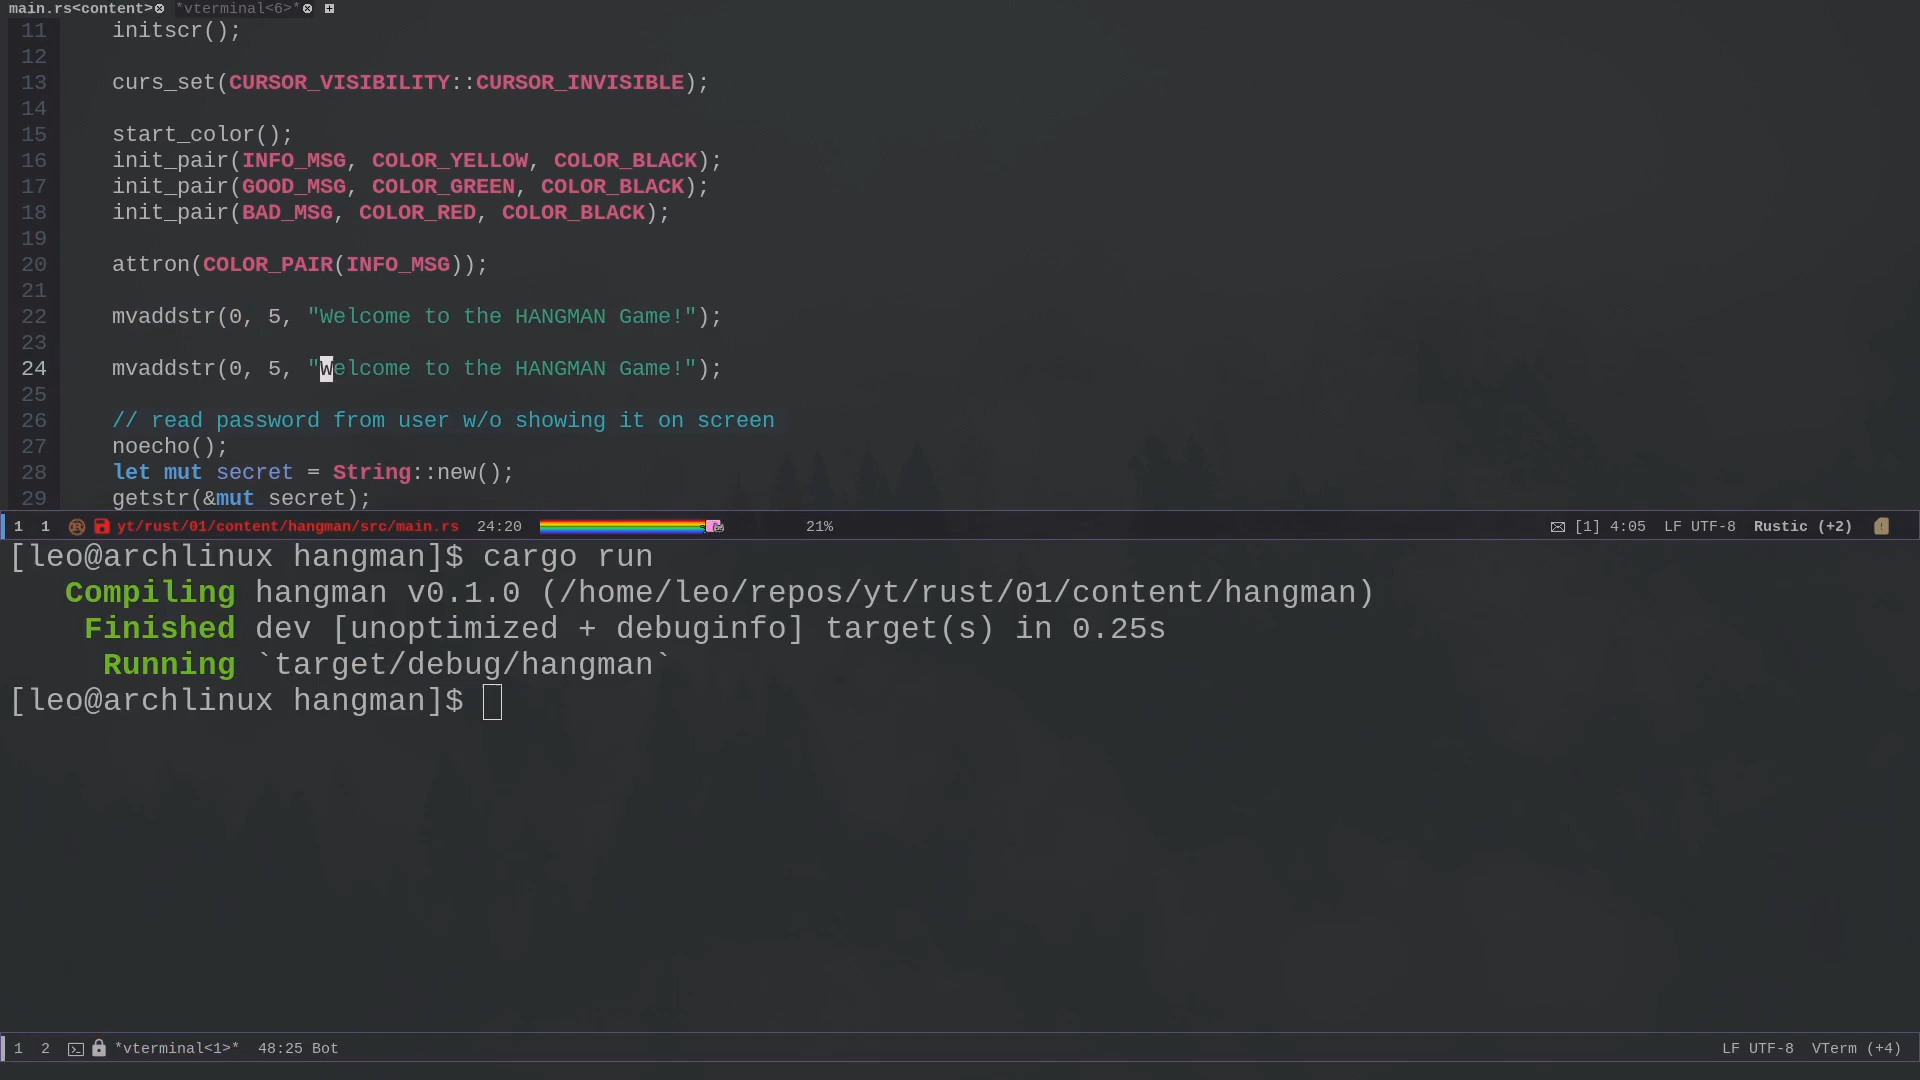 main.rs<content> *vterminal<6>*
11 initscr();
12
13 curs_set(CURSOR_VISIBILITY::CURSOR_INVISIBLE);
14
15 start_color();
16 init_pair(INFO_MSG, COLOR_YELLOW, COLOR_BLACK);
17 init_pair(GOOD_MSG, COLOR_GREEN, COLOR_BLACK);
18 init_pair(BAD_MSG, COLOR_RED, COLOR_BLACK);
19
20 attron(COLOR_PAIR(INFO_MSG));
21
22 mvaddstr(0, 5, "Welcome to the HANGMAN Game!");
23
24 mvaddstr(0, 5, "Welcome to the HANGMAN Game!");
25
26 // read password from user w/o showing it on screen
27 noecho();
28 let mut secret = String::new();
29 getstr(&mut secret);
1 1 yt/rust/01/content/hangman/src/main.rs 24:20 21% [1] 4:05 LF UTF-8 Rustic (+2)
[leo@archlinux hangman]$ cargo run
Compiling hangman v0.1.0 (/home/leo/repos/yt/rust/01/content/hangman)
Finished dev [unoptimized + debuginfo] target(s) in 0.25s
Running `target/debug/hangman`
[leo@archlinux hangman]$
1 2 *vterminal<1>* 48:25 Bot LF UTF-8 VTerm (+4)